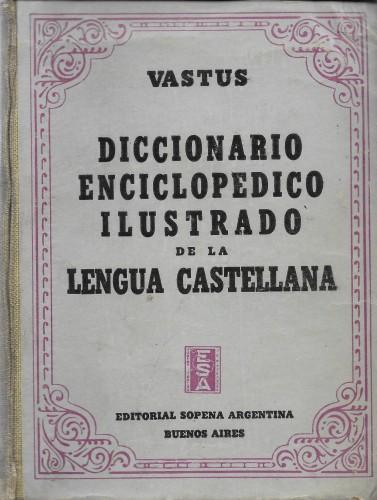 VASTUS
DICCIONARIO
ENCICLOPEDICO
ILUSTRADO
DE LA
LENGUA CASTELLANA
ESA
EDITORIAL SOPENA ARGENTINA
BUENOS AIRES